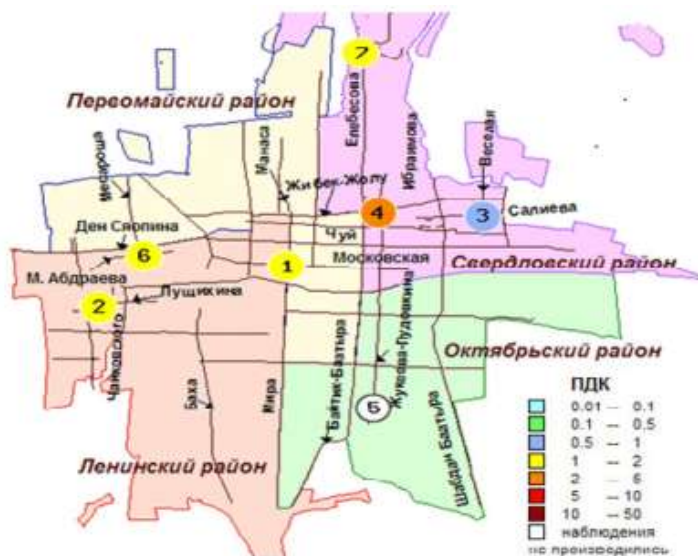 7
Первомайский район
Елебесова
Ибраимова
Веселая
Манаса
Месароша
Жибек-Жолу
4
3
Салиева
Ден Сяопина
Чуй
6
Московская
1
Свердловский район
М. Абдраева
2
Лущихина
Чайковского
Баха
Мира
Байтик-Баатыра
Жукеева-Пудовкина
Октябрьский район
5
Шабдан Баатыра
Ленинский район
ПДК
0.01 — 0.1
0.1 — 0.5
0.5 — 1
1 — 2
2 — 5
5 — 10
10 — 50
наблюдения
не производились